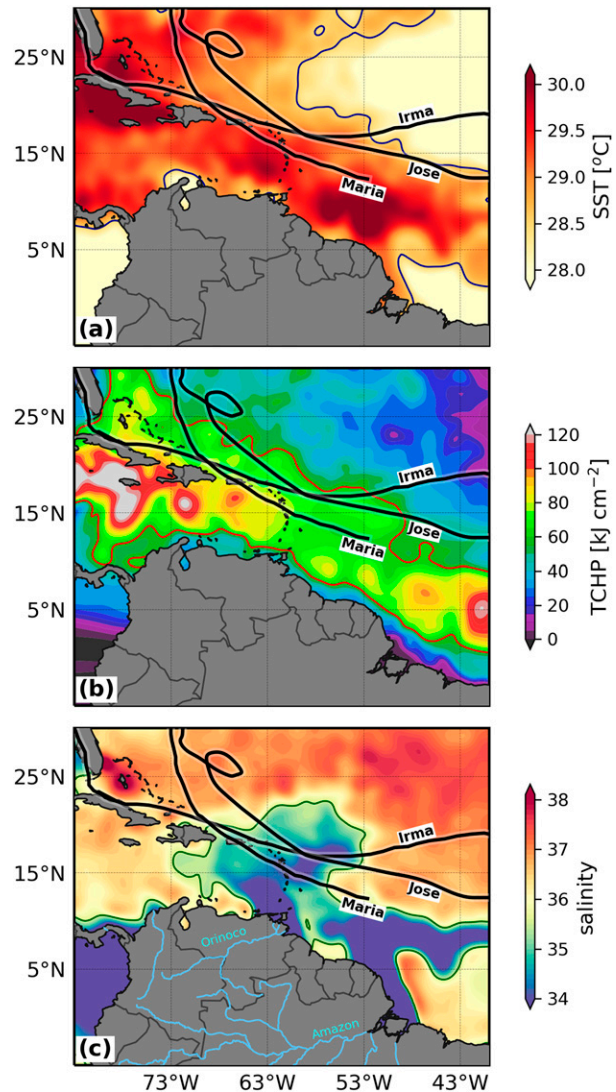 25°N
15°N
5°N
Irma
Jose
Maria
(a)
30.0
29.5
29.0
28.5
28.0
SST [°C]
25°N
15°N
5°N
Irma
Jose
Maria
(b)
120
100
80
60
40
20
0
TCHP [kJ cm⁻²]
25°N
15°N
5°N
Irma
Jose
Maria
Orinoco
Amazon
(c)
38
37
36
35
34
salinity
73°W 63°W 53°W 43°W